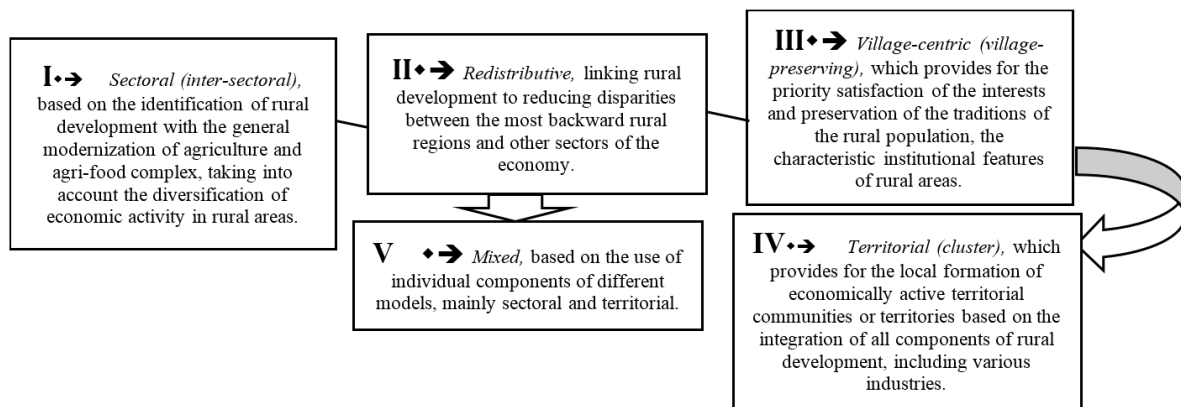 I Sectoral (inter-sectoral),
based on the identification of rural
development with the general
modernization of agriculture and
agri-food complex, taking into
account the diversification of
economic activity in rural areas.
II Redistributive, linking rural
development to reducing disparities
between the most backward rural
regions and other sectors of the
economy.
III Village-centric (village-
preserving), which provides for the
priority satisfaction of the interests
and preservation of the traditions
of the rural population, the
characteristic institutional features
of rural areas.
IV Territorial (cluster), which
provides for the local formation of
economically active territorial
communities or territories based on the
integration of all components of rural
development, including various
industries.
V Mixed, based on the use of
individual components of different
models, mainly sectoral and territorial.